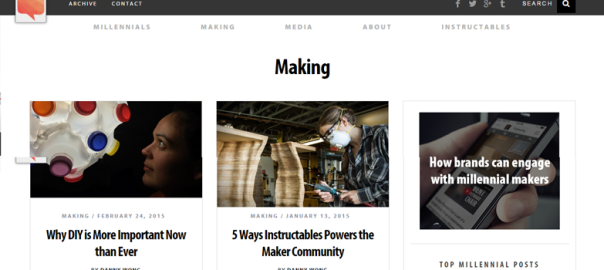 ARCHIVE CONTACT SEARCH
MILLENNIALS MAKING MEDIA ABOUT INSTRUCTABLES
Making
How brands can engage
with millennial makers
MAKING / FEBRUARY 24, 2015
Why DIY is More Important Now
than Ever
BY DANNY WONG
MAKING / JANUARY 13, 2015
5 Ways Instructables Powers the
Maker Community
BY DANNY WONG
TOP MILLENNIAL POSTS